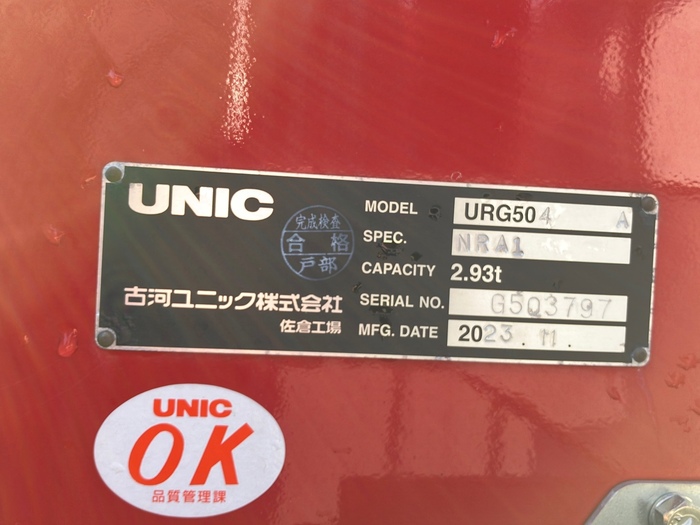 UNIC
完成検査
合格
戸部
古河ユニック株式会社
佐倉工場
MODEL URG504 A
SPEC. NRA1
CAPACITY 2.93t
SERIAL NO. G5Q3797
MFG. DATE 2023. 11.
UNIC
OK
品質管理課